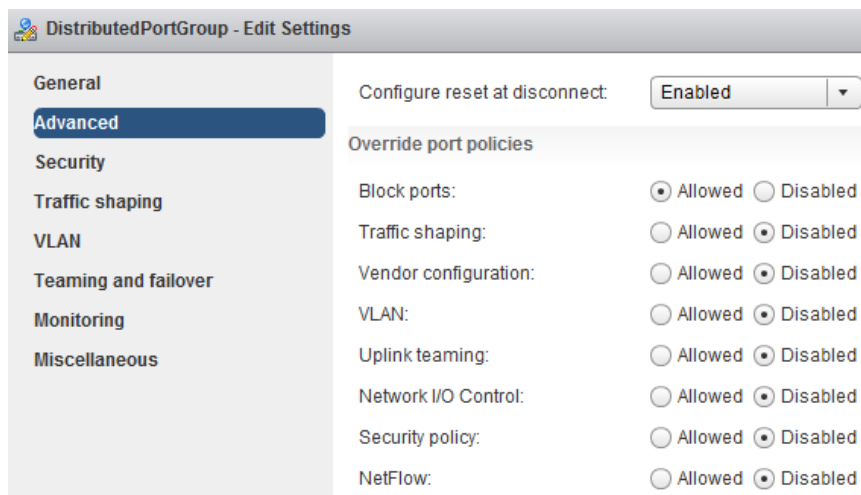 DistributedPortGroup - Edit Settings
General
Advanced
Security
Traffic shaping
VLAN
Teaming and failover
Monitoring
Miscellaneous
Configure reset at disconnect: Enabled
Override port policies
Block ports: Allowed Disabled
Traffic shaping: Allowed Disabled
Vendor configuration: Allowed Disabled
VLAN: Allowed Disabled
Uplink teaming: Allowed Disabled
Network I/O Control: Allowed Disabled
Security policy: Allowed Disabled
NetFlow: Allowed Disabled